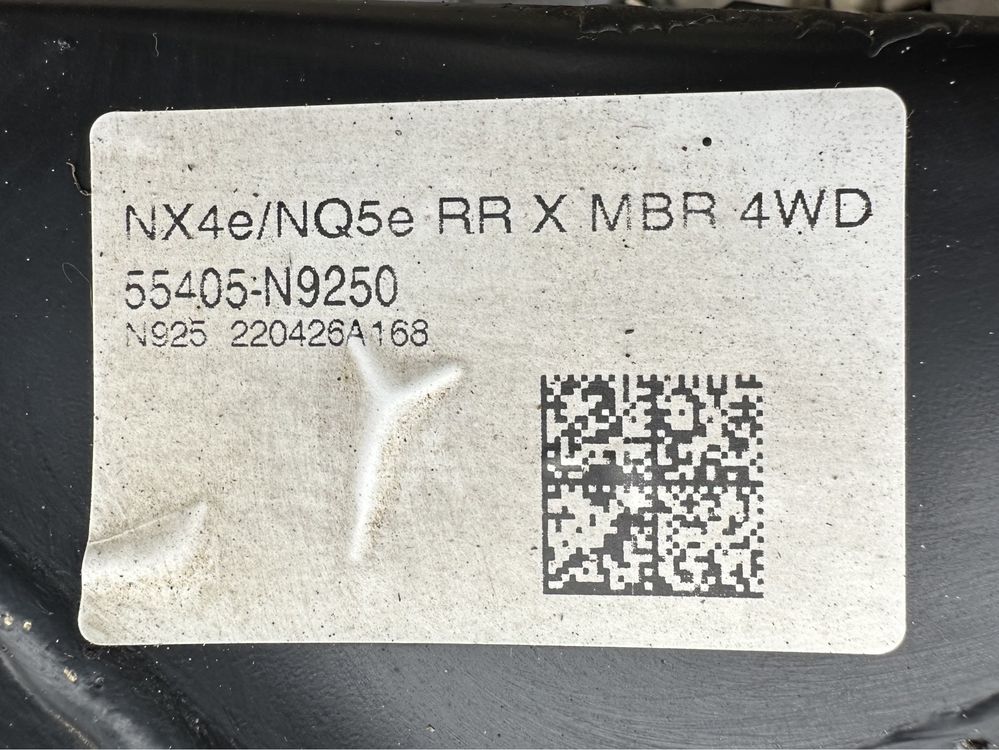 NX4e/NQ5e RR X MBR 4WD
55405-N9250
N925 220426A168